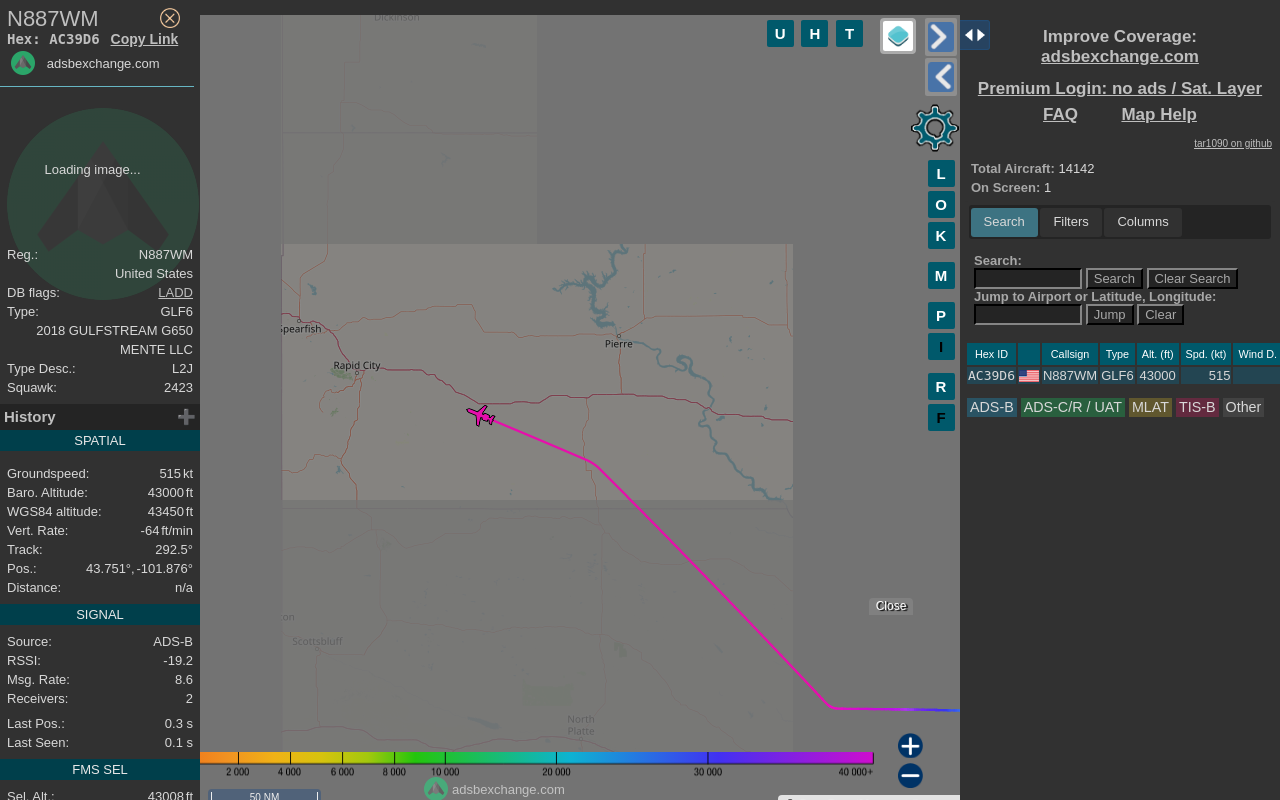 N887WM
Hex: AC39D6 Copy Link
adsbexchange.com
Loading image...
Reg.: N887WM
United States
DB flags: LADD
Type: GLF6
2018 GULFSTREAM G650
MENTE LLC
Type Desc.: L2J
Squawk: 2423
History
SPATIAL
Groundspeed: 515 kt
Baro. Altitude: 43000 ft
WGS84 altitude: 43450 ft
Vert. Rate: -64 ft/min
Track: 292.5°
Pos.: 43.751°, -101.876°
Distance: n/a
SIGNAL
Source: ADS-B
RSSI: -19.2
Msg. Rate: 8.6
Receivers: 2
Last Pos.: 0.3 s
Last Seen: 0.1 s
FMS SEL
Sel. Alt.: 43008 ft
Dickinson
U H T
L
O
K
M
P
I
R
F
Spearfish
Rapid City
Pierre
Close
Scottsbluff
North
Platte
2 000 4 000 6 000 8 000 10 000 20 000 30 000 40 000+
adsbexchange.com
50 NM
Improve Coverage:
adsbexchange.com
Premium Login: no ads / Sat. Layer
FAQ Map Help
tar1090 on github
Total Aircraft: 14142
On Screen: 1
Search Filters Columns
Search:
Search Clear Search
Jump to Airport or Latitude, Longitude:
Jump Clear
Hex ID Callsign Type Alt. (ft) Spd. (kt) Wind D.
AC39D6 N887WM GLF6 43000 515
ADS-B ADS-C/R / UAT MLAT TIS-B Other